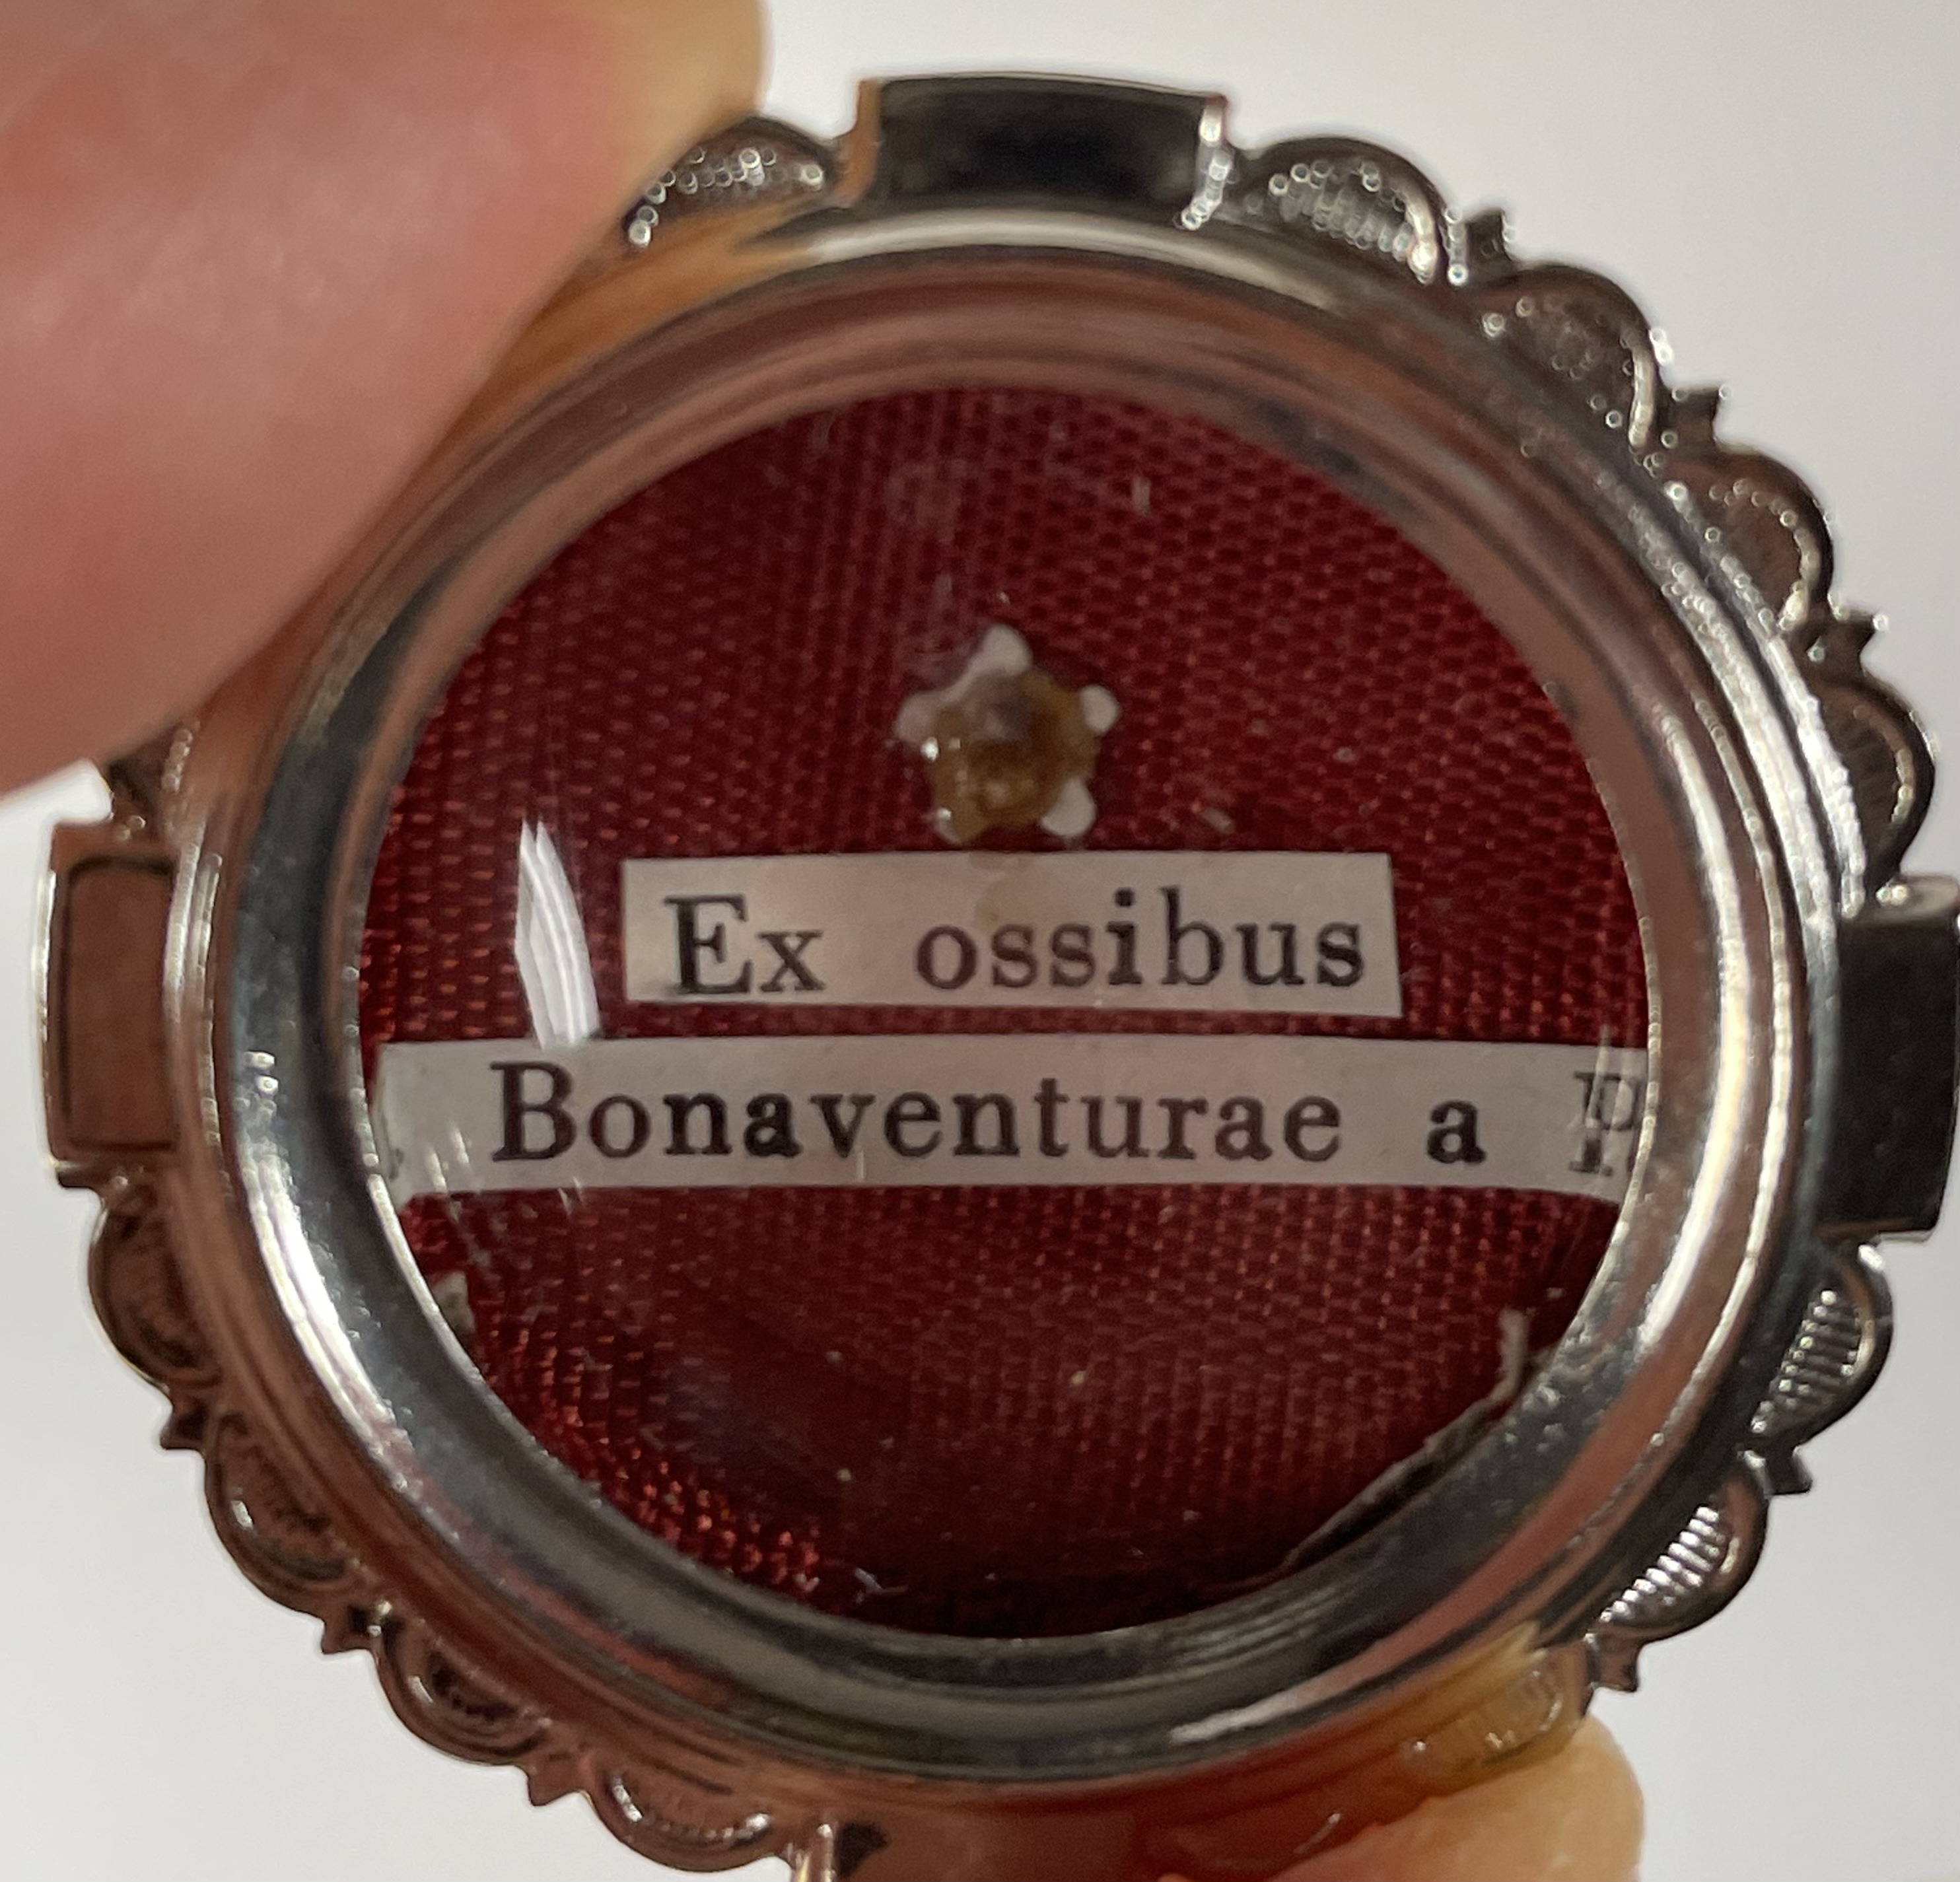 Ex ossibus
Bonaventurae a P